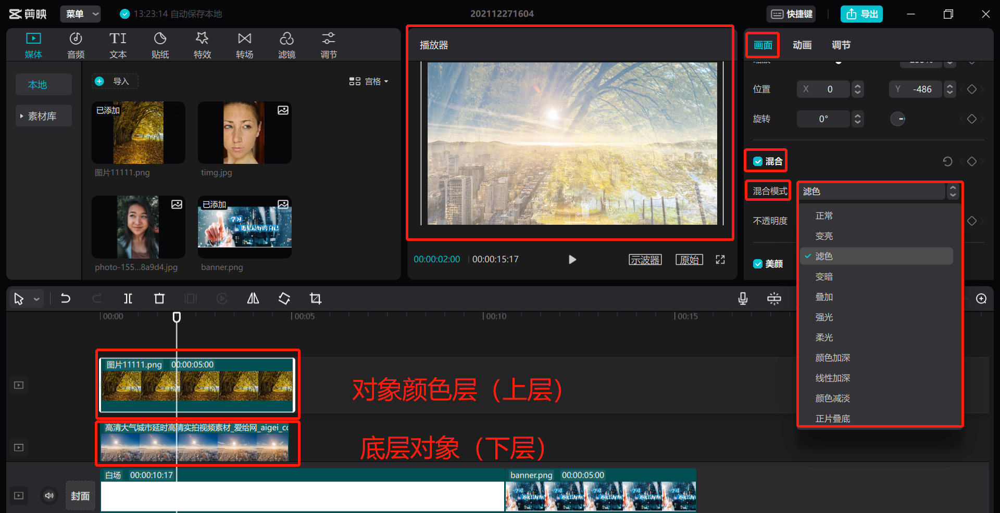 剪映
菜单
13:23:14 自动保存本地
202112271604
快捷键
导出
媒体
音频
文本
贴纸
特效
转场
滤镜
调节
本地
素材库
导入
宫格
已添加
图片11111.png
timg.jpg
photo-155...8a9d4.jpg
已添加
学习
遇见最好的自己
banner.png
播放器
00:00:02:00
00:00:15:17
示波器
原始
画面
动画
调节
位置
X 0
Y -486
旋转
0°
混合
混合模式
滤色
不透明度
美颜
正常
变亮
滤色
变暗
叠加
强光
柔光
颜色加深
线性加深
颜色减淡
正片叠底
00:00
00:05
00:10
00:15
图片11111.png 00:00:05:00
对象颜色层（上层）
高清大气城市延时高清实拍视频素材_爱给网_aigei_co
底层对象（下层）
封面
白场 00:00:10:17
banner.png 00:00:05:00